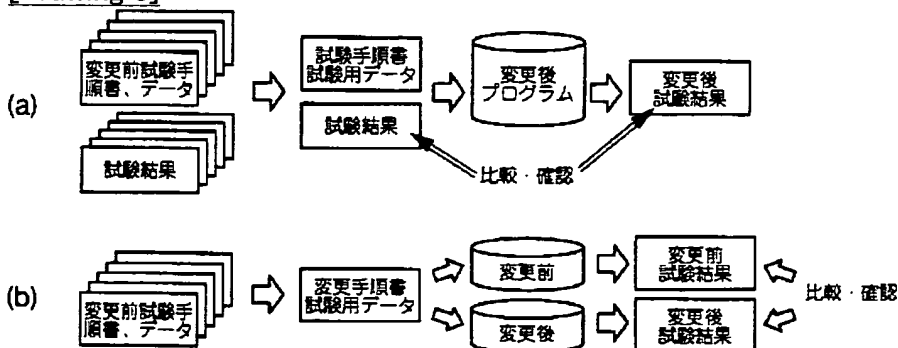 (a)
変更前試験手
順書、データ
試験結果
試験手順書
試験用データ
試験結果
変更後
プログラム
変更後
試験結果
比較・確認
(b)
変更前試験手
順書、データ
変更手順書
試験用データ
変更前
変更後
変更前
試験結果
変更後
試験結果
比較・確認